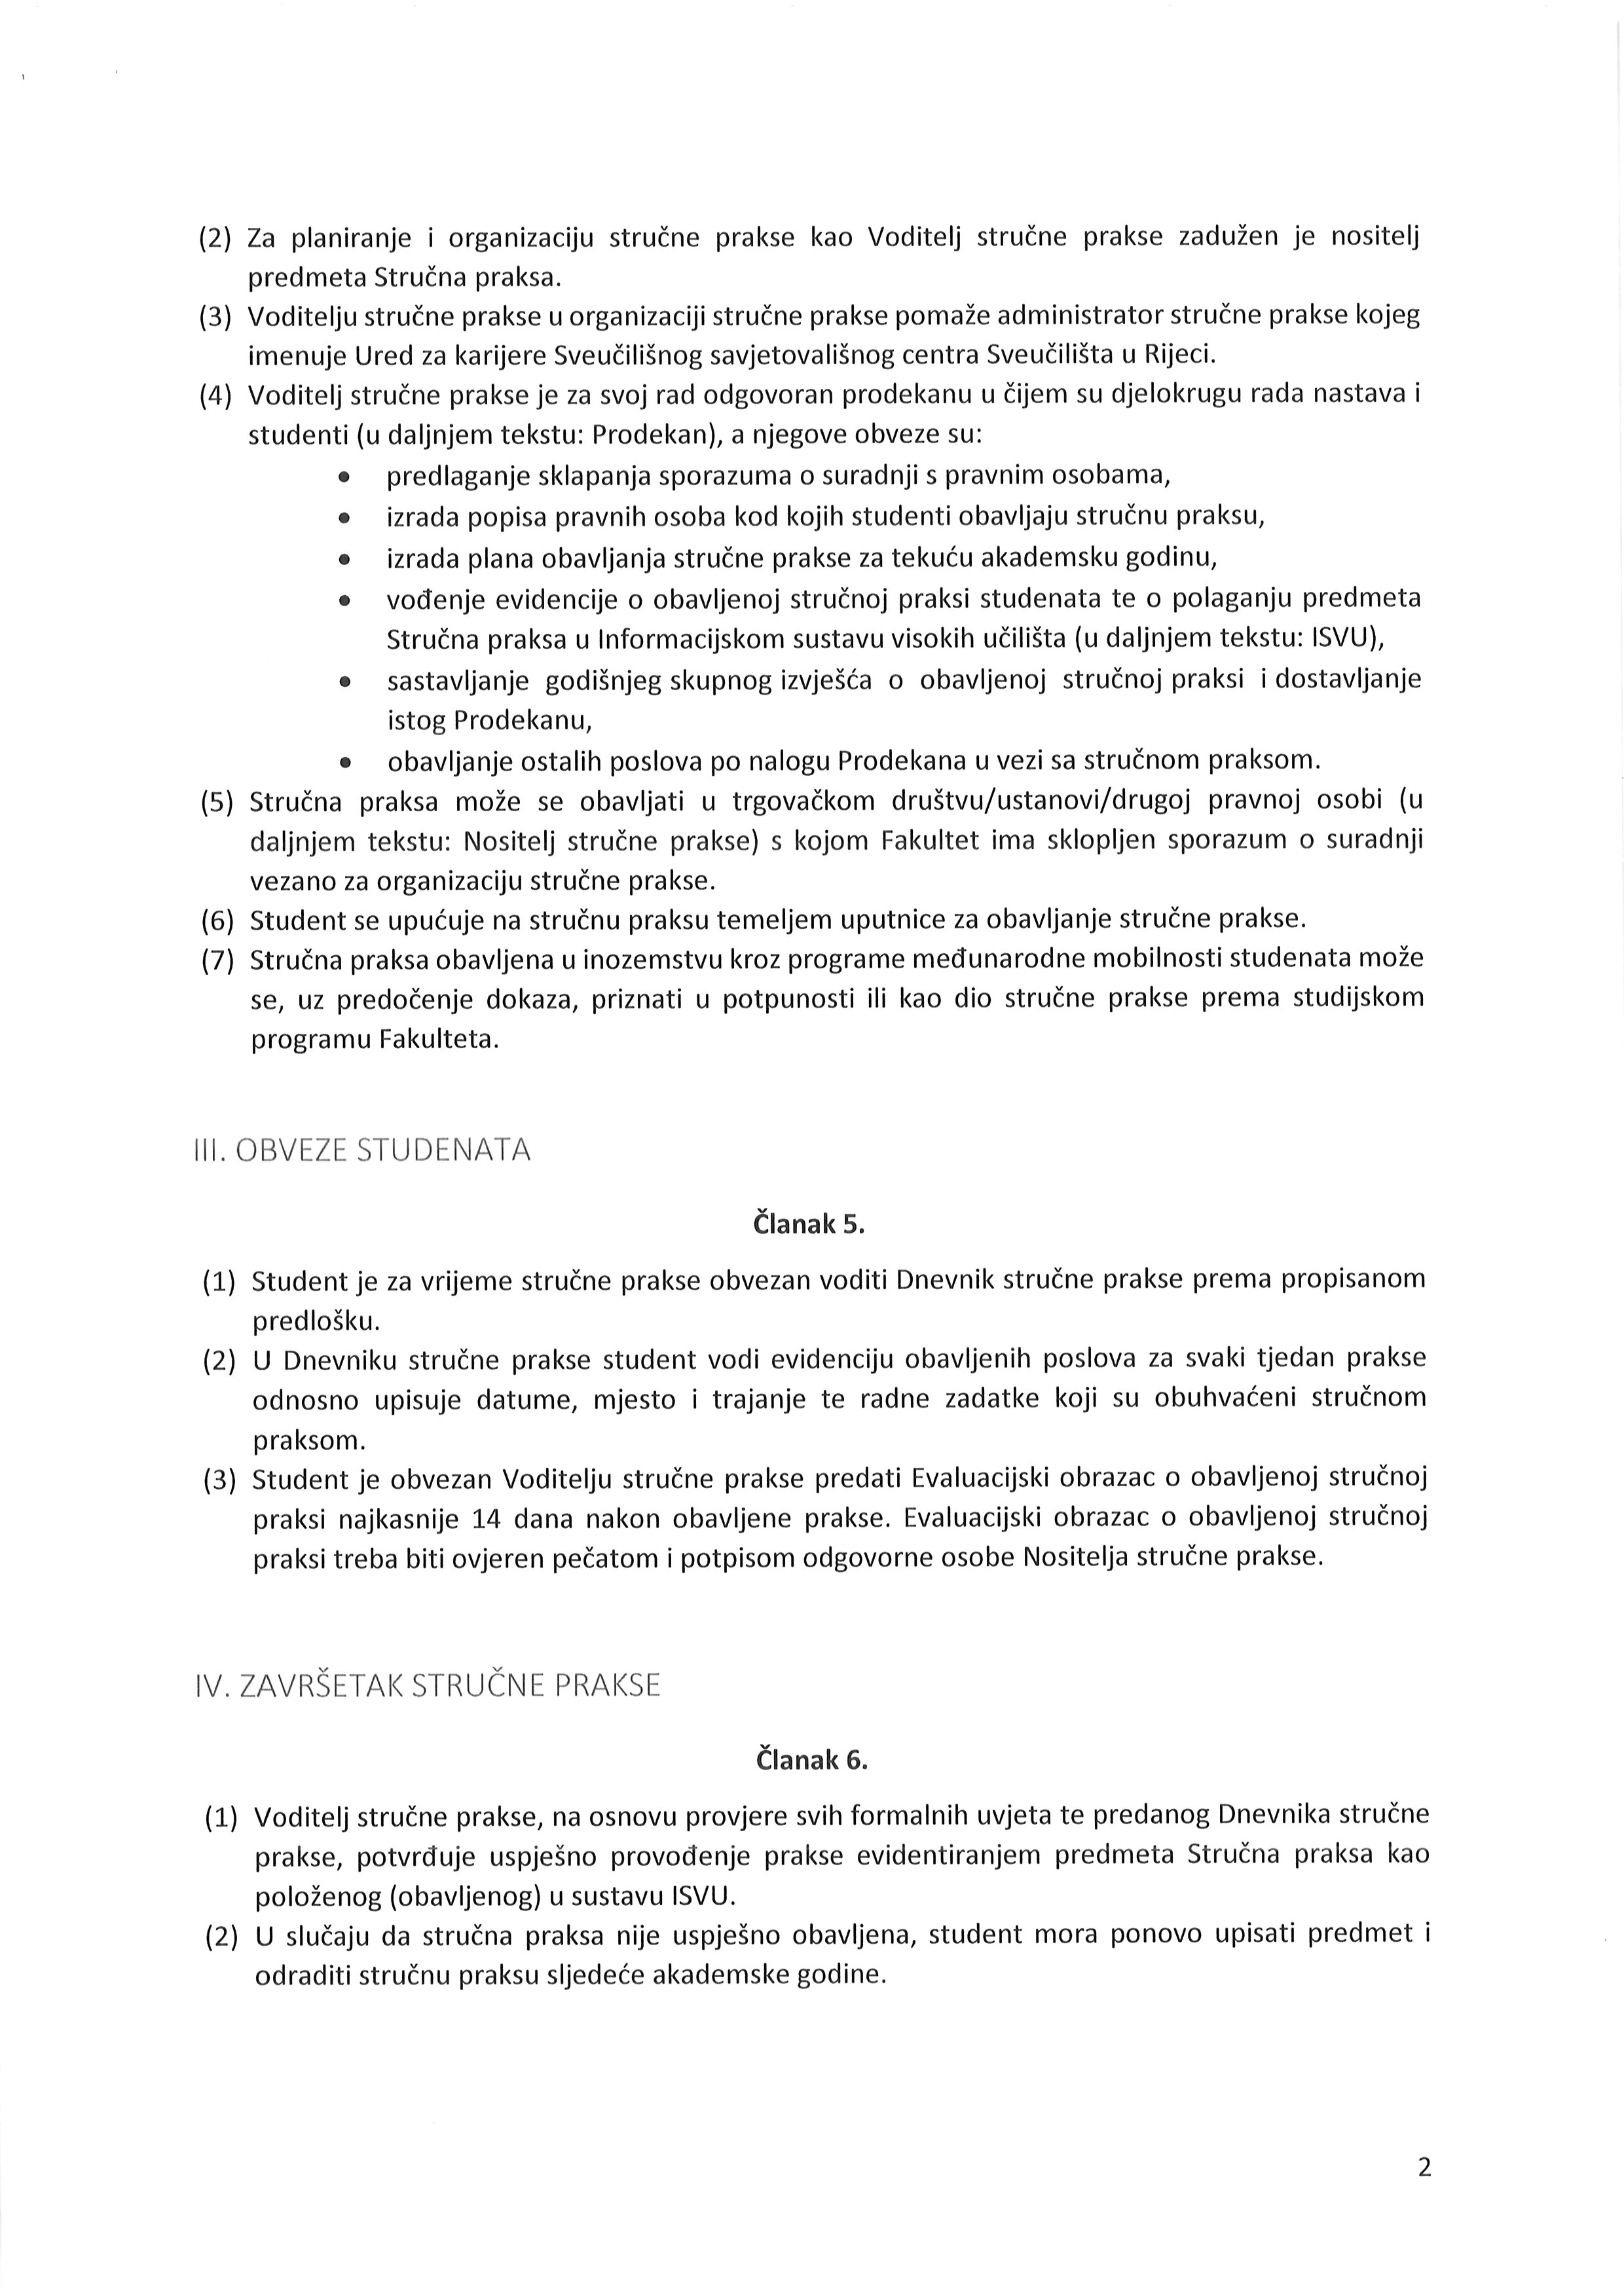 (2) Za planiranje i organizaciju stručne prakse kao Voditelj stručne prakse zadužen je nositelj
predmeta Stručna praksa.
(3) Voditelju stručne prakse u organizaciji stručne prakse pomaže administrator stručne prakse kojeg
imenuje Ured za karijere Sveučilišnog savjetovališnog centra Sveučilišta u Rijeci.
(4) Voditelj stručne prakse je za svoj rad odgovoran prodekanu u čijem su djelokrugu rada nastava i
studenti (u daljnjem tekstu: Prodekan), a njegove obveze su:
• predlaganje sklapanja sporazuma o suradnji s pravnim osobama,
• izrada popisa pravnih osoba kod kojih studenti obavljaju stručnu praksu,
• izrada plana obavljanja stručne prakse za tekuću akademsku godinu,
• vođenje evidencije o obavljenoj stručnoj praksi studenata te o polaganju predmeta
Stručna praksa u Informacijskom sustavu visokih učilišta (u daljnjem tekstu: ISVU),
• sastavljanje godišnjeg skupnog izvješća o obavljenoj stručnoj praksi i dostavljanje
istog Prodekanu,
• obavljanje ostalih poslova po nalogu Prodekana u vezi sa stručnom praksom.
(5) Stručna praksa može se obavljati u trgovačkom društvu/ustanovi/drugoj pravnoj osobi (u
daljnjem tekstu: Nositelj stručne prakse) s kojom Fakultet ima sklopljen sporazum o suradnji
vezano za organizaciju stručne prakse.
(6) Student se upućuje na stručnu praksu temeljem uputnice za obavljanje stručne prakse.
(7) Stručna praksa obavljena u inozemstvu kroz programe međunarodne mobilnosti studenata može
se, uz predočenje dokaza, priznati u potpunosti ili kao dio stručne prakse prema studijskom
programu Fakulteta.
III. OBVEZE STUDENATA
Članak 5.
(1) Student je za vrijeme stručne prakse obvezan voditi Dnevnik stručne prakse prema propisanom
predlošku.
(2) U Dnevniku stručne prakse student vodi evidenciju obavljenih poslova za svaki tjedan prakse
odnosno upisuje datume, mjesto i trajanje te radne zadatke koji su obuhvaćeni stručnom
praksom.
(3) Student je obvezan Voditelju stručne prakse predati Evaluacijski obrazac o obavljenoj stručnoj
praksi najkasnije 14 dana nakon obavljene prakse. Evaluacijski obrazac o obavljenoj stručnoj
praksi treba biti ovjeren pečatom i potpisom odgovorne osobe Nositelja stručne prakse.
IV. ZAVRŠETAK STRUČNE PRAKSE
Članak 6.
(1) Voditelj stručne prakse, na osnovu provjere svih formalnih uvjeta te predanog Dnevnika stručne
prakse, potvrđuje uspješno provođenje prakse evidentiranjem predmeta Stručna praksa kao
položenog (obavljenog) u sustavu ISVU.
(2) U slučaju da stručna praksa nije uspješno obavljena, student mora ponovo upisati predmet i
odraditi stručnu praksu sljedeće akademske godine.
2